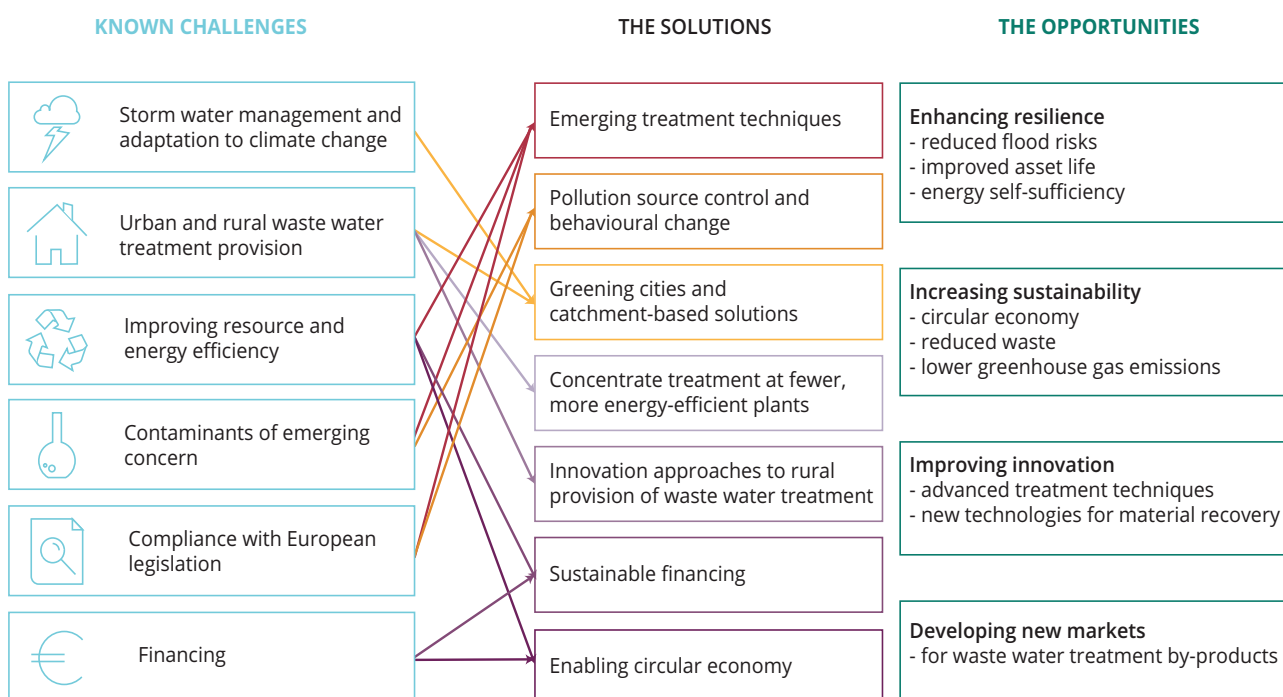 KNOWN CHALLENGES
Storm water management and
adaptation to climate change
Urban and rural waste water
treatment provision
Improving resource and
energy efficiency
Contaminants of emerging
concern
Compliance with European
legislation
Financing
THE SOLUTIONS
Emerging treatment techniques
Pollution source control and
behavioural change
Greening cities and
catchment-based solutions
Concentrate treatment at fewer,
more energy-efficient plants
Innovation approaches to rural
provision of waste water treatment
Sustainable financing
Enabling circular economy
THE OPPORTUNITIES
Enhancing resilience
- reduced flood risks
- improved asset life
- energy self-sufficiency
Increasing sustainability
- circular economy
- reduced waste
- lower greenhouse gas emissions
Improving innovation
- advanced treatment techniques
- new technologies for material recovery
Developing new markets
- for waste water treatment by-products